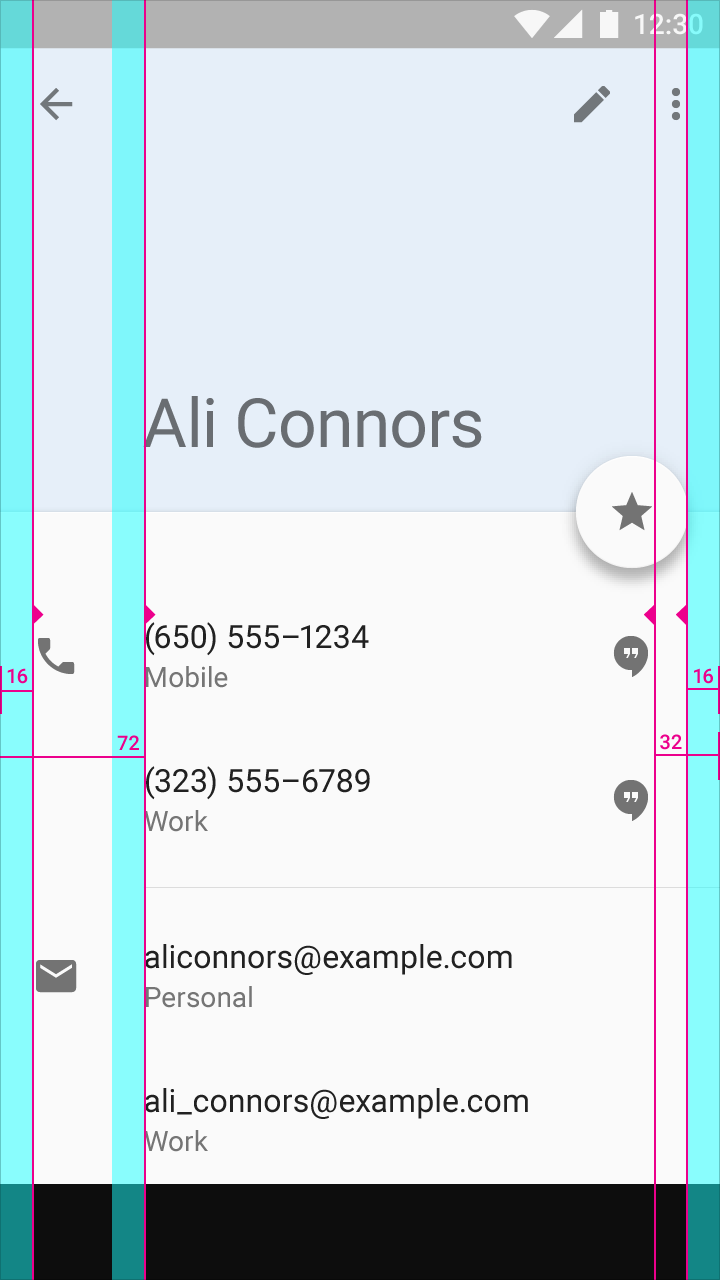 12:30
Ali Connors
(650) 555–1234
Mobile
16
16
72
32
(323) 555–6789
Work
aliconnors@example.com
Personal
ali_connors@example.com
Work